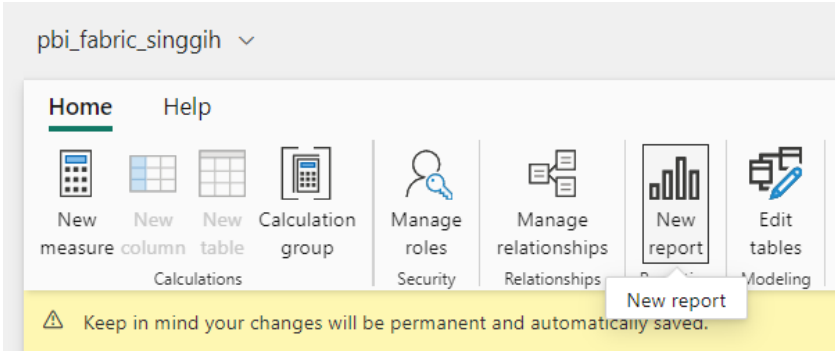 pbi_fabric_singgih
Home Help
New measure
New column
New table
Calculation group
Calculations
Manage roles
Security
Manage relationships
Relationships
New report
Edit tables
Modeling
New report
Keep in mind your changes will be permanent and automatically saved.